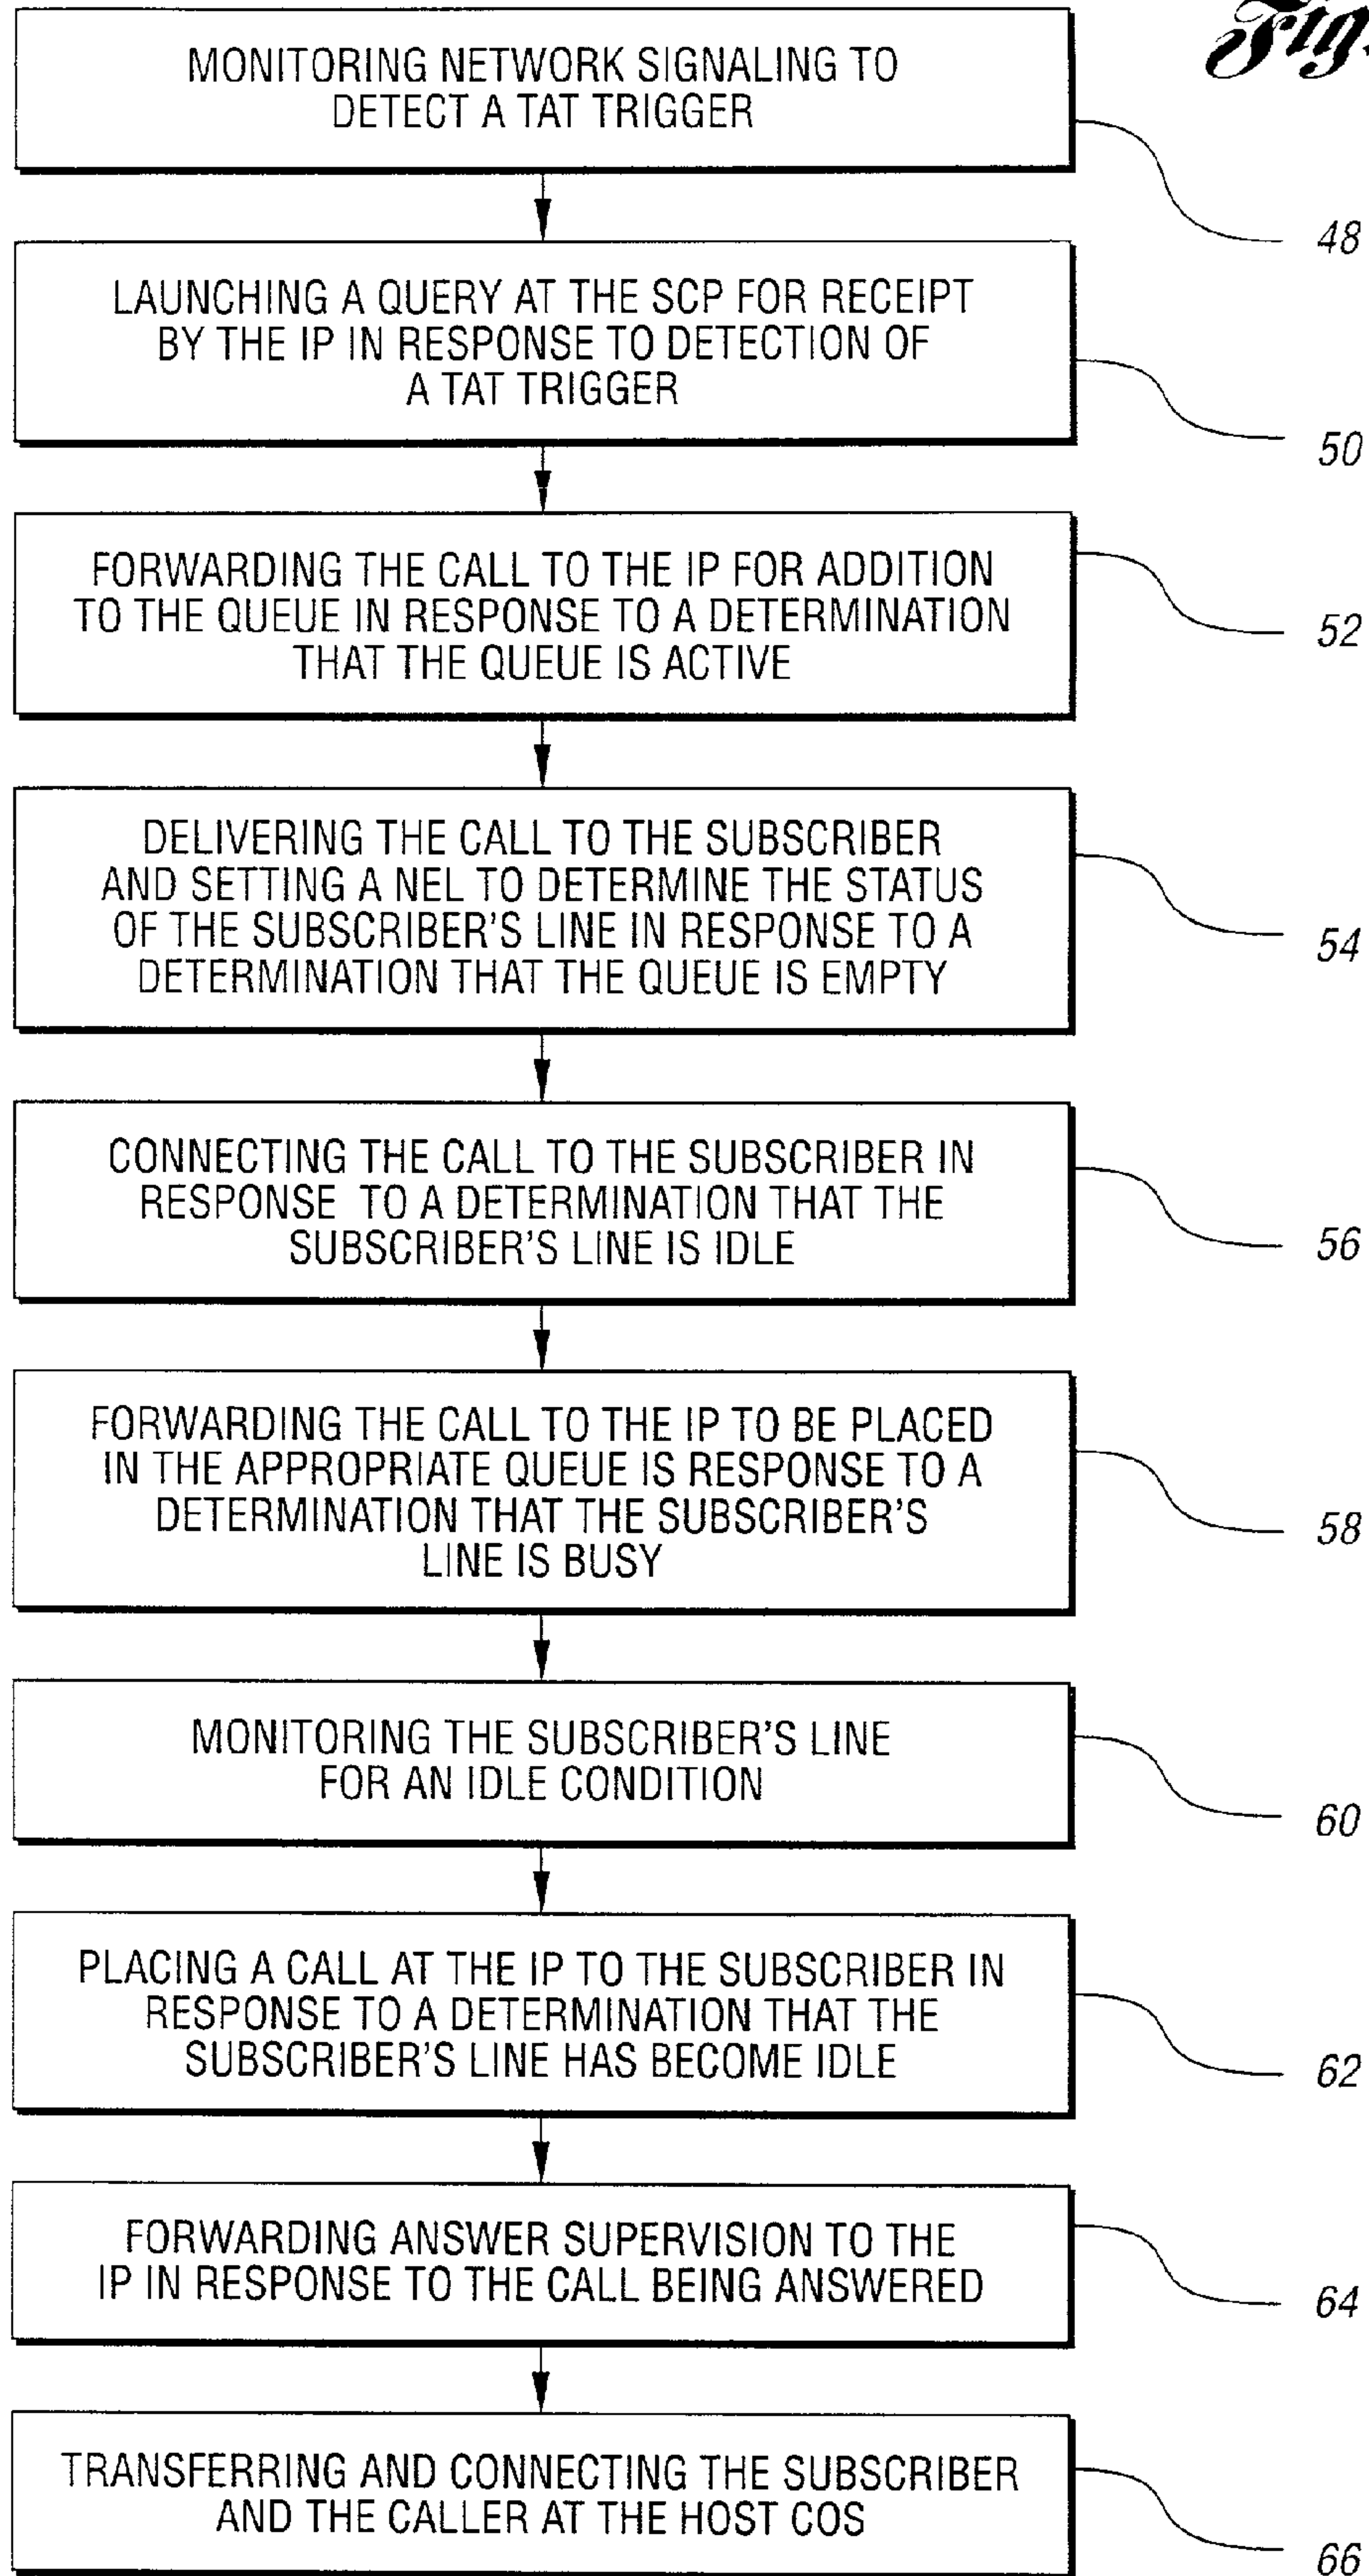 Fig.
MONITORING NETWORK SIGNALING TO
DETECT A TAT TRIGGER
48
LAUNCHING A QUERY AT THE SCP FOR RECEIPT
BY THE IP IN RESPONSE TO DETECTION OF
A TAT TRIGGER
50
FORWARDING THE CALL TO THE IP FOR ADDITION
TO THE QUEUE IN RESPONSE TO A DETERMINATION
THAT THE QUEUE IS ACTIVE
52
DELIVERING THE CALL TO THE SUBSCRIBER
AND SETTING A NEL TO DETERMINE THE STATUS
OF THE SUBSCRIBER'S LINE IN RESPONSE TO A
DETERMINATION THAT THE QUEUE IS EMPTY
54
CONNECTING THE CALL TO THE SUBSCRIBER IN
RESPONSE TO A DETERMINATION THAT THE
SUBSCRIBER'S LINE IS IDLE
56
FORWARDING THE CALL TO THE IP TO BE PLACED
IN THE APPROPRIATE QUEUE IS RESPONSE TO A
DETERMINATION THAT THE SUBSCRIBER'S
LINE IS BUSY
58
MONITORING THE SUBSCRIBER'S LINE
FOR AN IDLE CONDITION
60
PLACING A CALL AT THE IP TO THE SUBSCRIBER IN
RESPONSE TO A DETERMINATION THAT THE
SUBSCRIBER'S LINE HAS BECOME IDLE
62
FORWARDING ANSWER SUPERVISION TO THE
IP IN RESPONSE TO THE CALL BEING ANSWERED
64
TRANSFERRING AND CONNECTING THE SUBSCRIBER
AND THE CALLER AT THE HOST COS
66